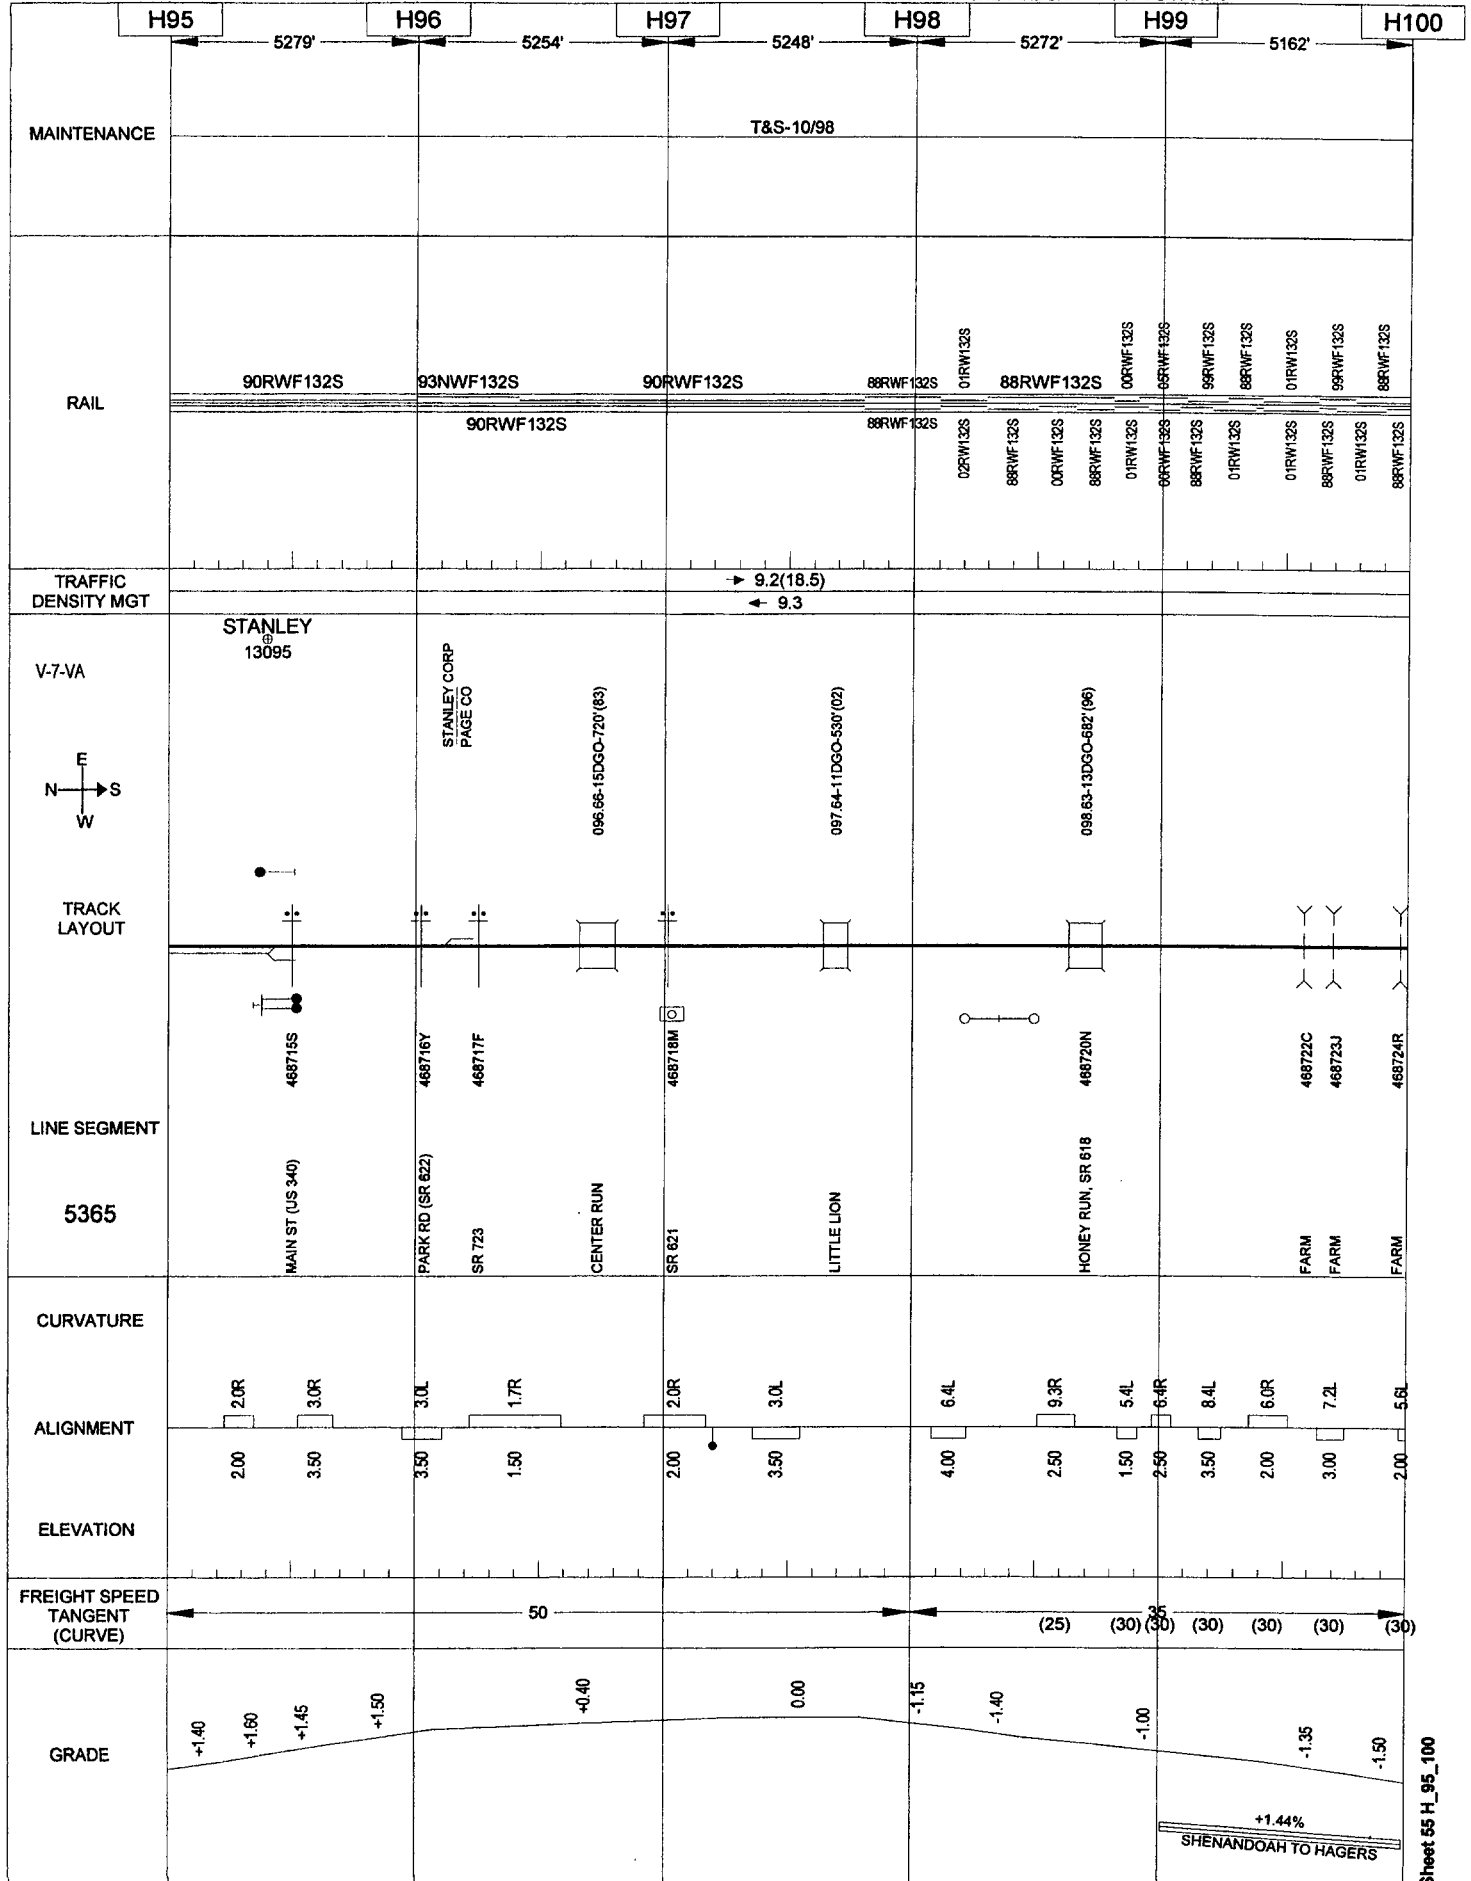 H95
H96
H97
H98
H99
H100
5279'
5254'
5248'
5272'
5162'
MAINTENANCE
T&S-10/98
RAIL
90RWF132S
93NWF132S
90RWF132S
88RWF132S
01RW132S
88RWF132S
00RWF132S
99RWF132S
88RWF132S
01RW132S
99RWF132S
88RWF132S
90RWF132S
88RWF132S
02RW132S
88RWF132S
00RWF132S
88RWF132S
01RW132S
00RWF132S
88RWF132S
01RW132S
01RW132S
88RWF132S
01RW132S
88RWF132S
TRAFFIC
DENSITY MGT
9.2(18.5)
9.3
STANLEY
13095
V-7-VA
STANLEY CORP
PAGE CO
096.66-15DGO-720'(83)
097.64-11DGO-530'(02)
098.63-13DGO-682'(96)
E
N S
W
TRACK
LAYOUT
468715S
468716Y
468717F
468718M
468720N
468722C
468723J
468724R
LINE SEGMENT
5365
MAIN ST (US 340)
PARK RD (SR 622)
SR 723
CENTER RUN
SR 621
LITTLE LION
HONEY RUN, SR 618
FARM
FARM
FARM
CURVATURE
2.0R
3.0R
3.0L
1.7R
2.0R
3.0L
6.4L
9.3R
5.4L
6.4R
8.4L
6.0R
7.2L
5.6L
ALIGNMENT
2.00
3.50
3.50
1.50
2.00
3.50
4.00
2.50
1.50
2.50
3.50
2.00
3.00
2.00
ELEVATION
FREIGHT SPEED
TANGENT
(CURVE)
50
35
(25)
(30)
(30)
(30)
(30)
(30)
(30)
GRADE
+1.40
+1.60
+1.45
+1.50
+0.40
0.00
-1.15
-1.40
-1.00
-1.35
-1.50
+1.44%
SHENANDOAH TO HAGERS
Sheet 55 H_95_100